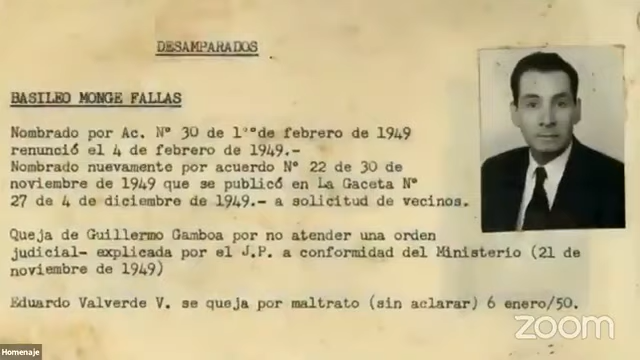 DESAMPARADOS
BASILEO MONGE FALLAS
Nombrado por Ac. N° 30 de 1°°de febrero de 1949
renunció el 4 de febrero de 1949.-
Nombrado nuevamente por acuerdo N° 22 de 30 de
noviembre de 1949 que se publicó en La Gaceta N°
27 de 4 de diciembre de 1949.- a solicitud de vecinos.
Queja de Guillermo Gamboa por no atender una orden
judicial- explicada por el J.P. a conformidad del Ministerio (21 de
noviembre de 1949)
Eduardo Valverde V. se queja por maltrato (sin aclarar) 6 enero/50.
zoom
Homenaje